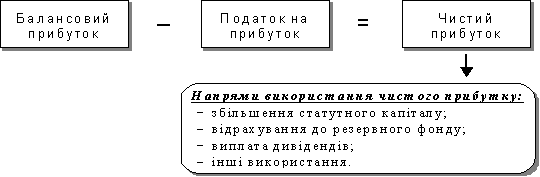 Балансовий
прибуток
–
Податок на
прибуток
=
Чистий
прибуток
Напрями використання чистого прибутку:
– збільшення статутного капіталу;
– відрахування до резервного фонду;
– виплата дивідендів;
– інші використання.